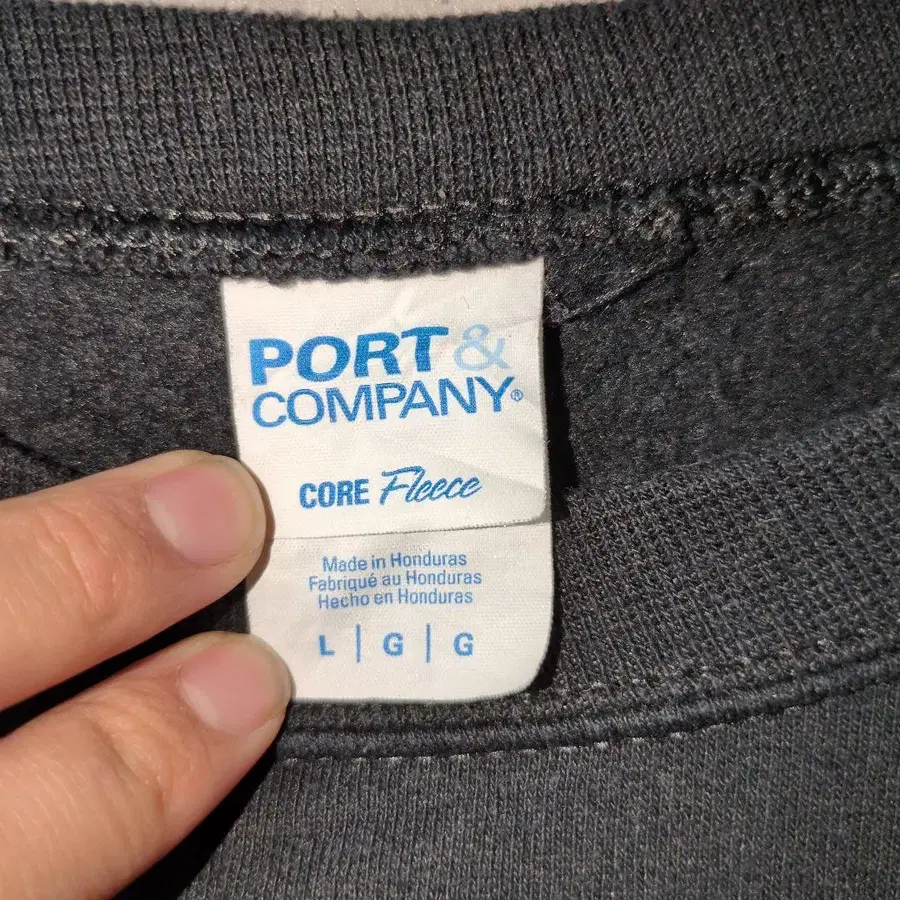 PORT &
COMPANY®
CORE Fleece
Made in Honduras
Fabriqué au Honduras
Hecho en Honduras
L | G | G